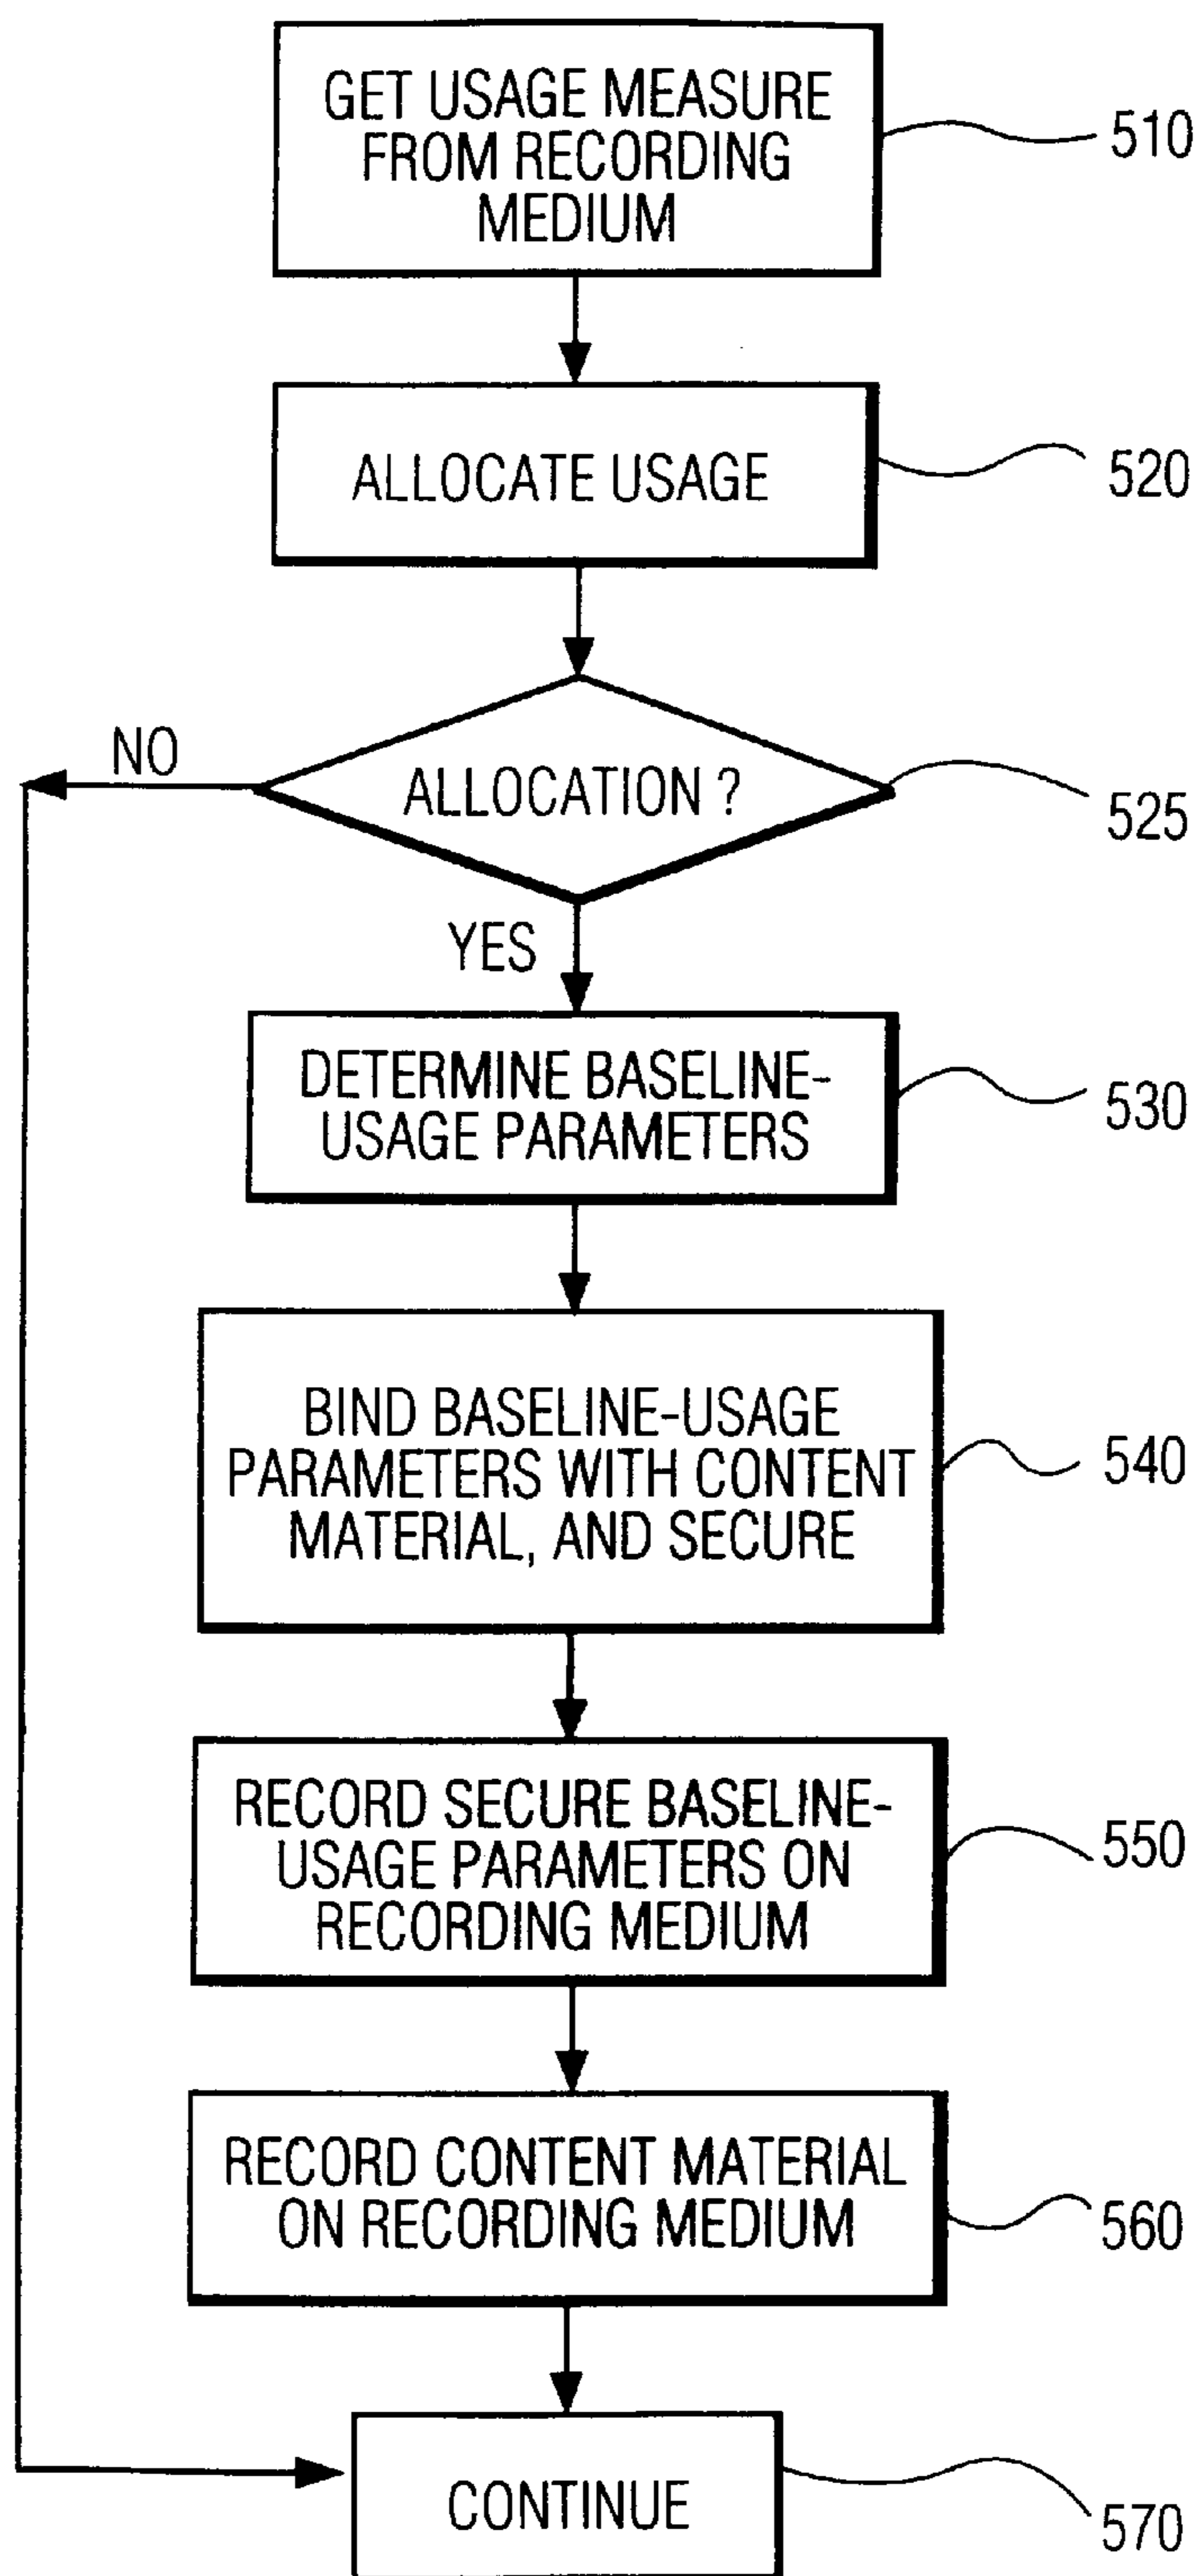 GET USAGE MEASURE
FROM RECORDING
MEDIUM
510
ALLOCATE USAGE
520
NO
ALLOCATION ?
525
YES
DETERMINE BASELINE-
USAGE PARAMETERS
530
BIND BASELINE-USAGE
PARAMETERS WITH CONTENT
MATERIAL, AND SECURE
540
RECORD SECURE BASELINE-
USAGE PARAMETERS ON
RECORDING MEDIUM
550
RECORD CONTENT MATERIAL
ON RECORDING MEDIUM
560
CONTINUE
570